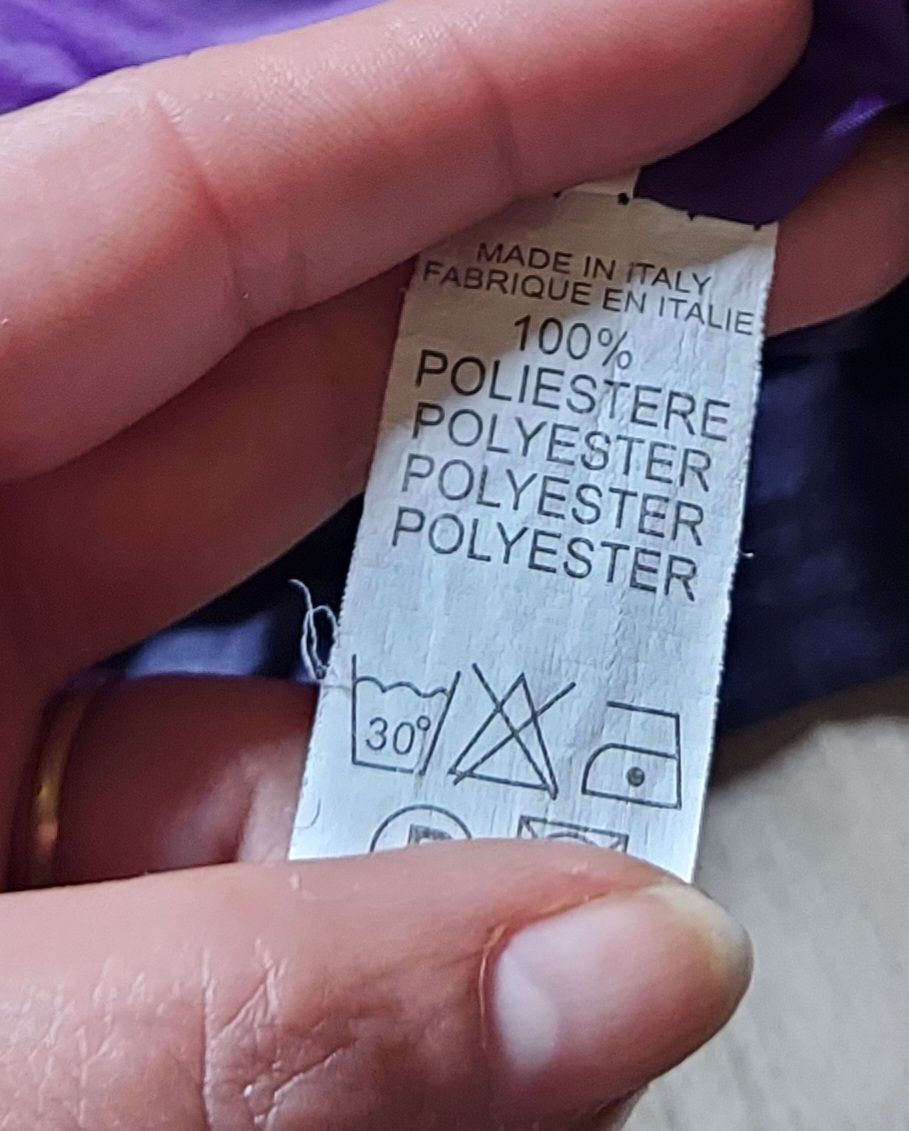 MADE IN ITALY
FABRIQUE EN ITALIE
100%
POLIESTERE
POLYESTER
POLYESTER
POLYESTER
30°